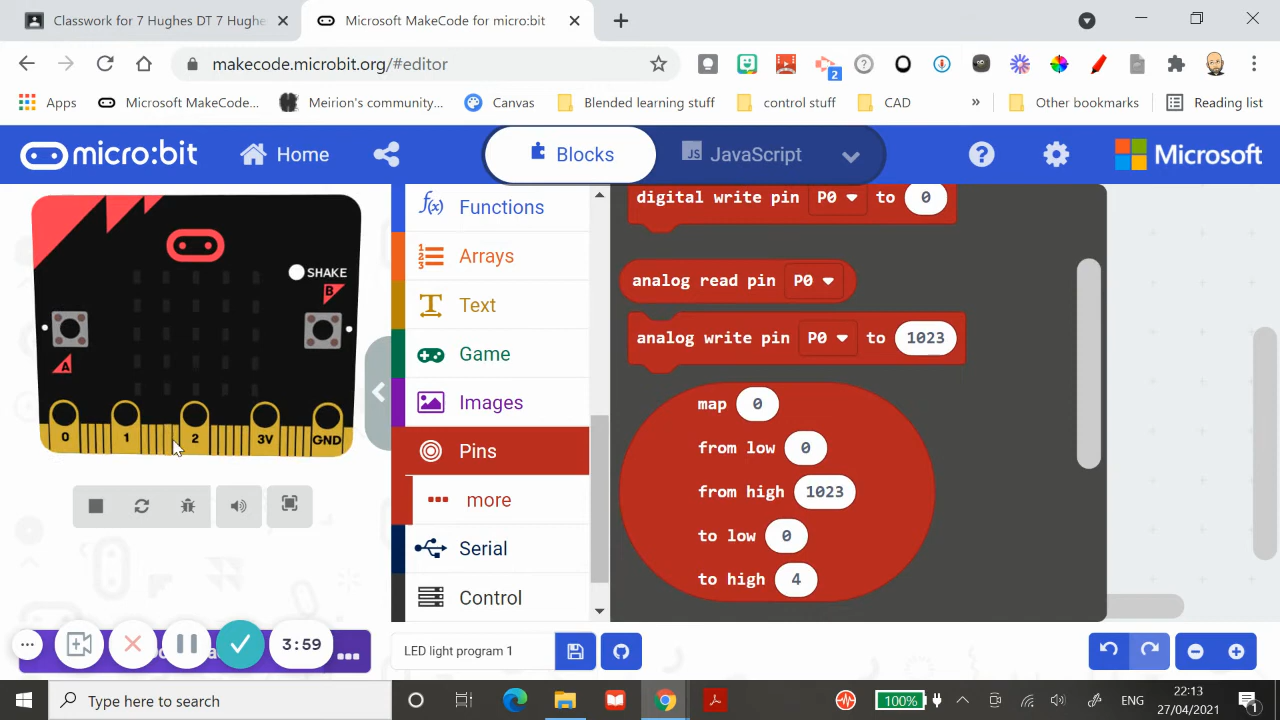 Classwork for 7 Hughes DT 7 Hughe
Microsoft MakeCode for micro:bit
makecode.microbit.org/#editor
2
Apps
Microsoft MakeCode...
Meirion's community...
Canvas
Blended learning stuff
control stuff
CAD
»
Other bookmarks
Reading list
micro:bit
Home
Blocks
JS
JavaScript
?
Microsoft
SHAKE
B
A
0
1
2
3V
GND
Functions
Arrays
Text
Game
Images
Pins
more
Serial
Control
digital write pin P0 to 0
analog read pin P0
analog write pin P0 to 1023
map 0
from low 0
from high 1023
to low 0
to high 4
3:59
LED light program 1
Type here to search
100%
ENG
22:13
27/04/2021
1